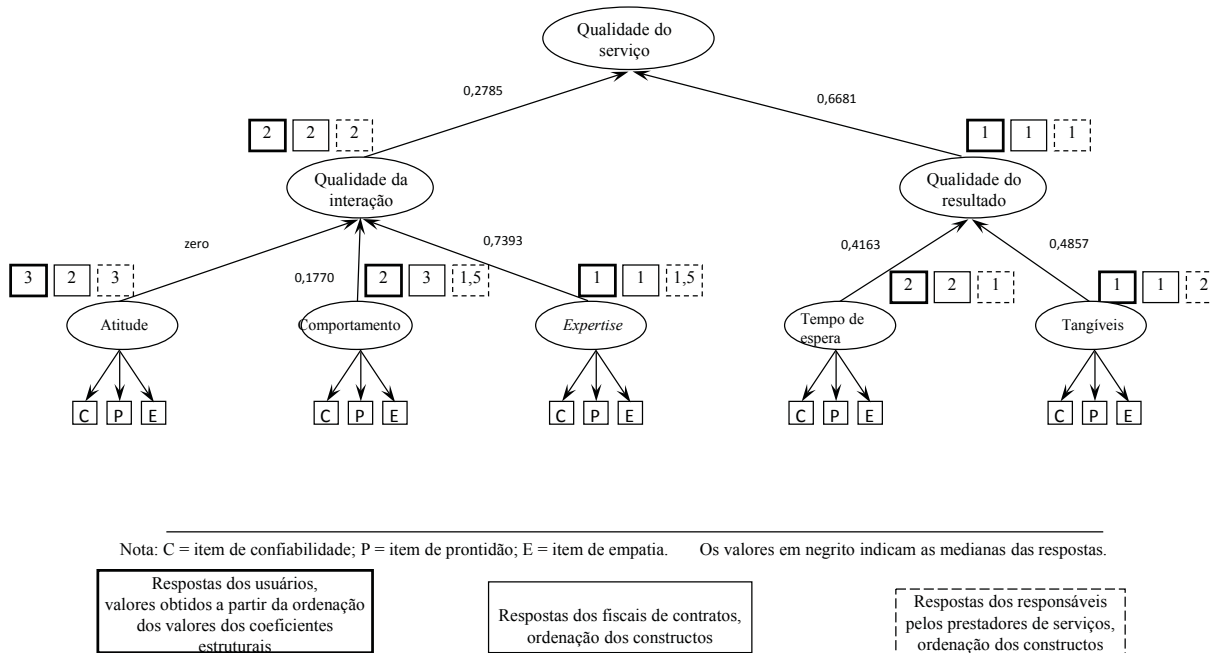 Qualidade do
serviço
0,2785
0,6681
2 2 2
1 1 1
Qualidade da
interação
Qualidade do
resultado
zero
0,7393
0,4163
0,4857
0,1770
3 2 3
2 3 1,5
1 1 1,5
2 2 1
1 1 2
Atitude
Comportamento
Expertise
Tempo de
espera
Tangíveis
C P E
C P E
C P E
C P E
C P E
Nota: C = item de confiabilidade; P = item de prontidão; E = item de empatia. Os valores em negrito indicam as medianas das respostas.
Respostas dos usuários,
valores obtidos a partir da ordenação
dos valores dos coeficientes
estruturais
Respostas dos fiscais de contratos,
ordenação dos constructos
Respostas dos responsáveis
pelos prestadores de serviços,
ordenação dos constructos